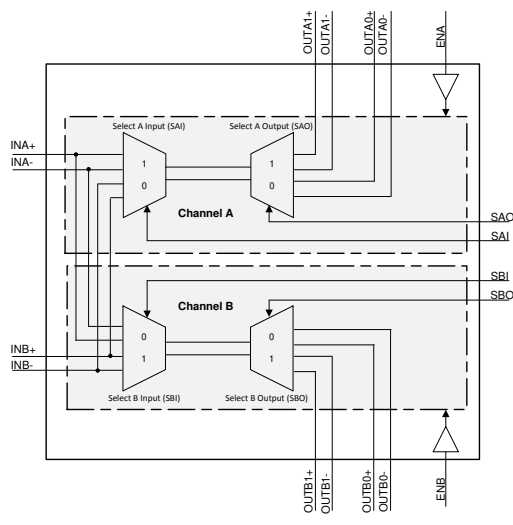 OUTA1+
OUTA1-
OUTA0+
OUTA0-
ENA
Select A Input (SAI)
Select A Output (SAO)
INA+
INA-
1
0
1
0
Channel A
SAO
SAI
SBI
SBO
Channel B
INB+
INB-
0
1
0
1
Select B Input (SBI)
Select B Output (SBO)
OUTB1+
OUTB1-
OUTB0+
OUTB0-
ENB